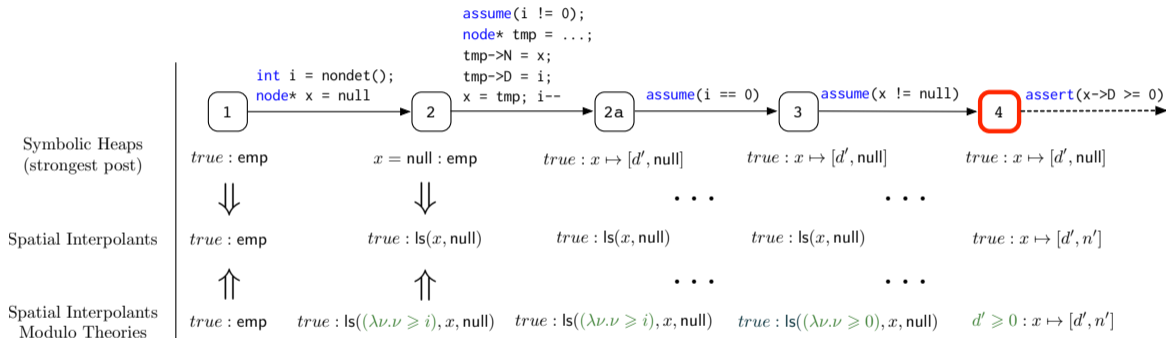 assume(i != 0);
node* tmp = ...;
tmp->N = x;
tmp->D = i;
x = tmp; i--
int i = nondet();
node* x = null
assume(i == 0)
assume(x != null)
assert(x->D >= 0)
1 2 2a 3 4
Symbolic Heaps
(strongest post)
true : emp x = null : emp true : x ↦ [d′, null] true : x ↦ [d′, null] true : x ↦ [d′, null]
⇓ ⇓ ··· ···
Spatial Interpolants true : emp true : ls(x, null) true : ls(x, null) true : ls(x, null) true : x ↦ [d′, n′]
⇑ ⇑ ··· ···
Spatial Interpolants
Modulo Theories
true : emp true : ls((λν.ν ⩾ i), x, null) true : ls((λν.ν ⩾ i), x, null) true : ls((λν.ν ⩾ 0), x, null) d′ ⩾ 0 : x ↦ [d′, n′]